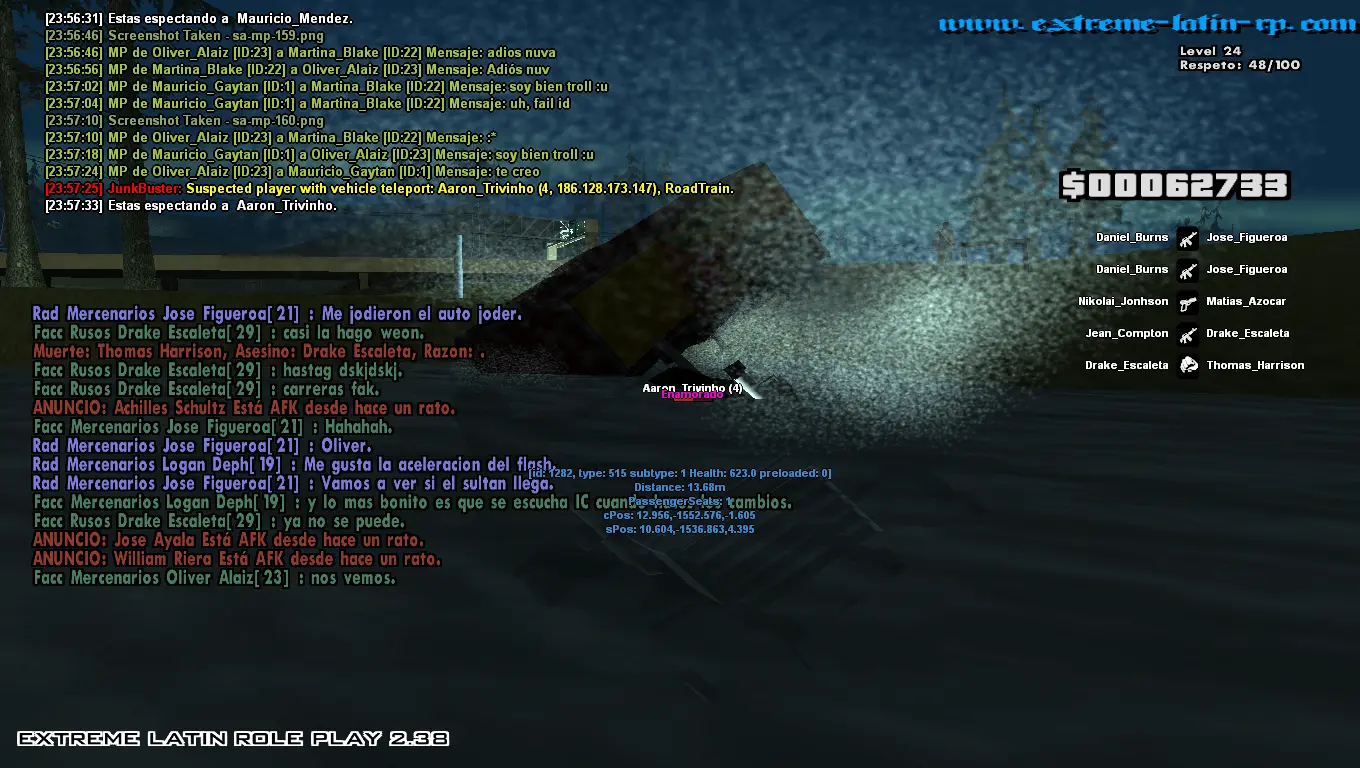 [23:56:31] Estas espectando a  Mauricio_Mendez.
[23:56:46] Screenshot Taken - sa-mp-159.png
[23:56:46] MP de Oliver_Alaiz [ID:23] a Martina_Blake [ID:22] Mensaje: adios nuva
[23:56:56] MP de Martina_Blake [ID:22] a Oliver_Alaiz [ID:23] Mensaje: Adiós nuv
[23:57:02] MP de Mauricio_Gaytan [ID:1] a Martina_Blake [ID:22] Mensaje: soy bien troll :u
[23:57:04] MP de Mauricio_Gaytan [ID:1] a Martina_Blake [ID:22] Mensaje: uh, fail id
[23:57:10] Screenshot Taken - sa-mp-160.png
[23:57:10] MP de Oliver_Alaiz [ID:23] a Martina_Blake [ID:22] Mensaje: :*
[23:57:18] MP de Mauricio_Gaytan [ID:1] a Oliver_Alaiz [ID:23] Mensaje: soy bien troll :u
[23:57:24] MP de Oliver_Alaiz [ID:23] a Mauricio_Gaytan [ID:1] Mensaje: te creo
[23:57:25] JunkBuster: Suspected player with vehicle teleport: Aaron_Trivinho (4, 186.128.173.147), RoadTrain.
[23:57:33] Estas espectando a  Aaron_Trivinho.
www.extreme-latin-rp.com
Level 24
Respeto: 48/100
$00062733
Daniel_Burns Jose_Figueroa
Daniel_Burns Jose_Figueroa
Nikolai_Jonhson Matias_Azocar
Jean_Compton Drake_Escaleta
Drake_Escaleta Thomas_Harrison
Rad Mercenarios Jose Figueroa[21] : Me jodieron el auto joder.
Facc Rusos Drake Escaleta[29] : casi la hago weon.
Muerte: Thomas Harrison, Asesino: Drake Escaleta, Razon: .
Facc Rusos Drake Escaleta[29] : hastag dskjdskj.
Facc Rusos Drake Escaleta[29] : carreras fak.
ANUNCIO: Achilles Schultz Está AFK desde hace un rato.
Facc Mercenarios Jose Figueroa[21] : Hahahah.
Rad Mercenarios Jose Figueroa[21] : Oliver.
Rad Mercenarios Logan Deph[19] : Me gusta la aceleracion del flash.
Rad Mercenarios Jose Figueroa[21] : Vamos a ver si el sultan llega.
Facc Mercenarios Logan Deph[19] : y lo mas bonito es que se escucha IC cuando haces los cambios.
Facc Rusos Drake Escaleta[29] : ya no se puede.
ANUNCIO: Jose Ayala Está AFK desde hace un rato.
ANUNCIO: William Riera Está AFK desde hace un rato.
Facc Mercenarios Oliver Alaiz[23] : nos vemos.
Aaron_Trivinho (4)
Enamorado
[id: 1282, type: 515 subtype: 1 Health: 623.0 preloaded: 0]
Distance: 13.68m
PassengerSeats: 1
cPos: 12.956,-1552.576,-1.605
sPos: 10.604,-1536.863,4.395
EXTREME LATIN ROLE PLAY 2.38